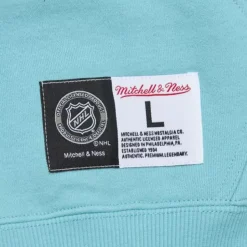 Mitchell & Ness
NHL
©NHL
Mitchell & Ness
L
MITCHELL & NESS NOSTALGIA CO.
AUTHENTIC LICENSED APPAREL
DESIGNED IN PHILADELPHIA, PA
ESTABLISHED 1904
AUTHENTIC. PREMIUM. LEGENDARY.